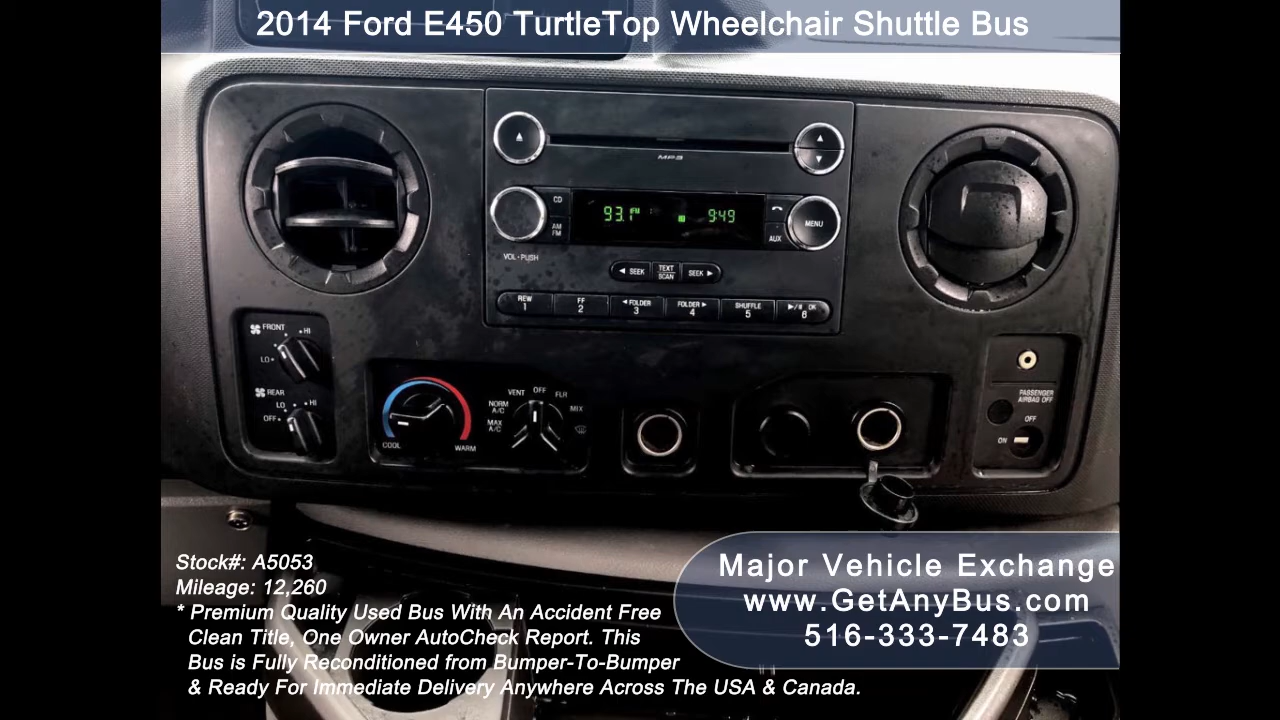 2014 Ford E450 TurtleTop Wheelchair Shuttle Bus
MP3
CD
93.1 FM
9:49
AM
FM
AUX
MENU
VOL • PUSH
◄ SEEK
TEXT
SCAN
SEEK ►
REW
1
FF
2
◄ FOLDER
3
FOLDER ►
4
SHUFFLE
5
►/II OK
6
FRONT
HI
LO
REAR
LO
HI
OFF
COOL
WARM
VENT
OFF
FLR
NORM
A/C
MIX
MAX
A/C
PASSENGER
AIRBAG OFF
OFF
ON
Stock#: A5053
Mileage: 12,260
* Premium Quality Used Bus With An Accident Free
Clean Title, One Owner AutoCheck Report. This
Bus is Fully Reconditioned from Bumper-To-Bumper
& Ready For Immediate Delivery Anywhere Across The USA & Canada.
Major Vehicle Exchange
www.GetAnyBus.com
516-333-7483